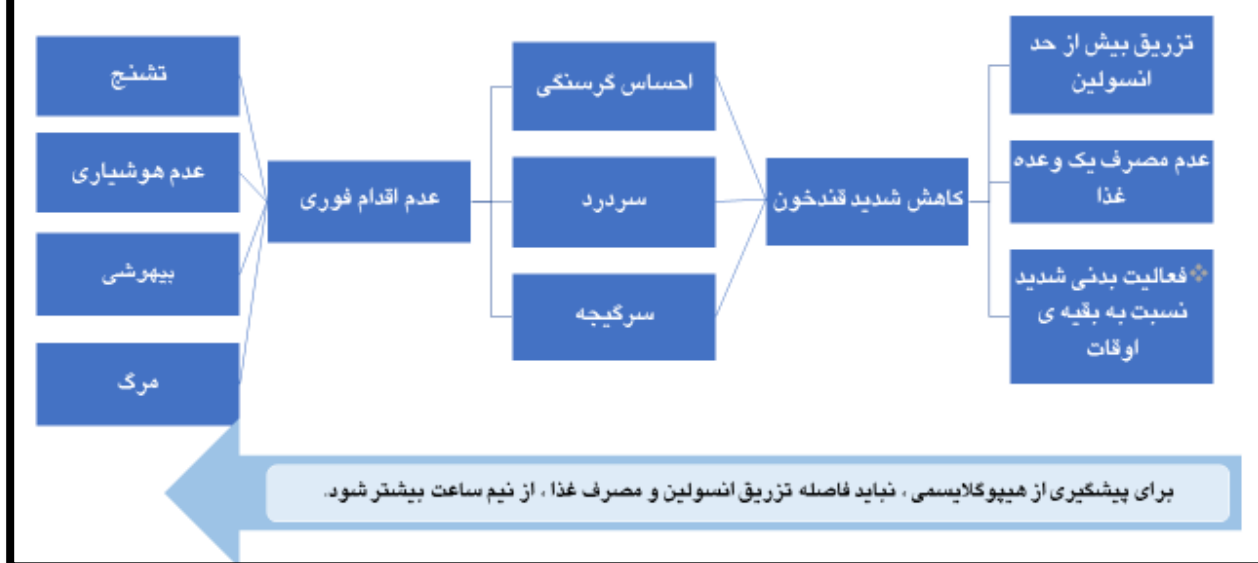 تزریق بیش از حد
انسولین
عدم مصرف یک وعده
غذا
❖فعالیت بدنی شدید
نسبت به بقیه ی
اوقات
کاهش شدید قندخون
احساس گرسنگی
سردرد
سرگیجه
عدم اقدام فوری
تشنج
عدم هوشیاری
بیهوشی
مرگ
برای پیشگیری از هیپوگلایسمی ، نباید فاصله تزریق انسولین و مصرف غذا ، از نیم ساعت بیشتر شود.